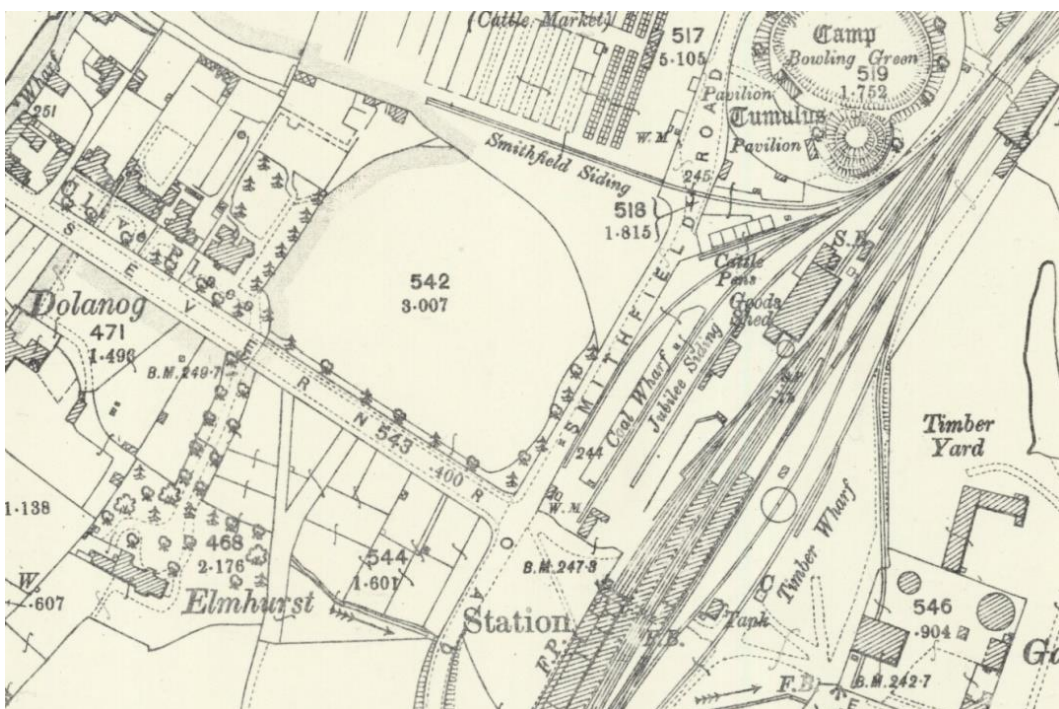 (Cattle Market)
517
5·105
Camp
Bowling Green
519
1·752
Pavilion
Tumulus
Pavilion
Wharf
251
W.M.
Smithfield Siding
245
518
1·815
SMITHFIELD ROAD
S.B.
Cattle
Pens
Goods
Shed
542
3·007
Dolanog
471
1·496
B.M. 249·7
SEVERN
543
·400
Coal Wharf
Jubilee Siding
244
W.M.
Timber
Yard
Timber Wharf
1·138
468
2·176
544
1·601
B.M. 247·3
W.
·607
Elmhurst
Station
F.P.
F.B.
Tank
C
546
·904
F.B.
B.M. 242·7